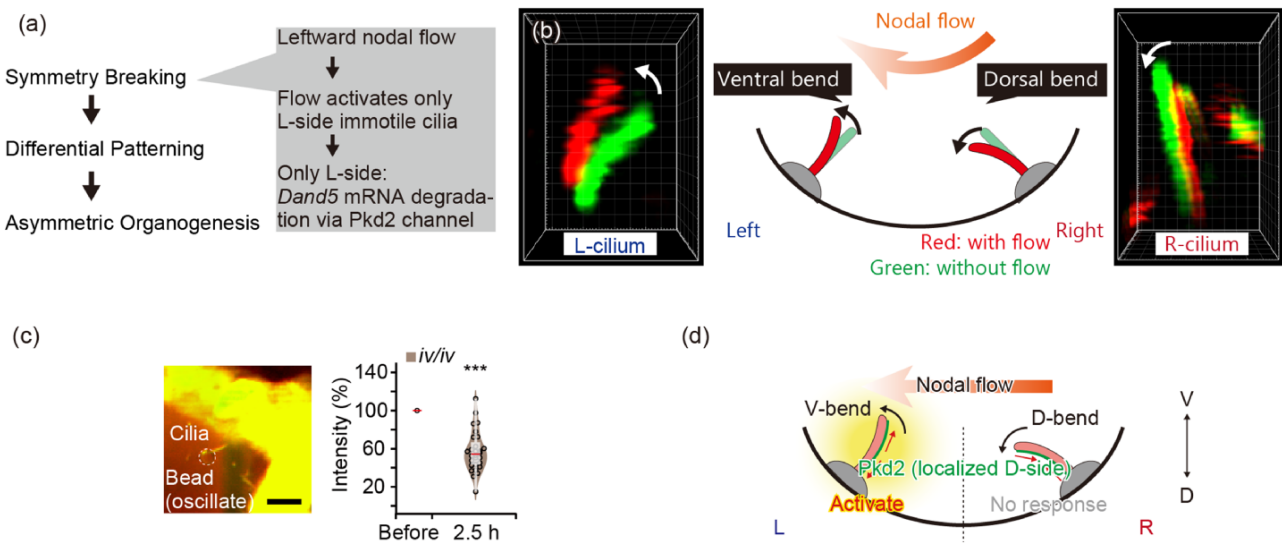 (a)
Symmetry Breaking
Differential Patterning
Asymmetric Organogenesis
Leftward nodal flow
Flow activates only
L-side immotile cilia
Only L-side:
Dand5 mRNA degrada-
tion via Pkd2 channel
(b)
L-cilium
Nodal flow
Ventral bend
Dorsal bend
Left
Right
Red: with flow
Green: without flow
R-cilium
(c)
Cilia
Bead
(oscillate)
iv/iv
***
Intensity (%)
140
100
60
20
Before
2.5 h
(d)
Nodal flow
V-bend
D-bend
Pkd2 (localized D-side)
Activate
No response
L
R
V
D